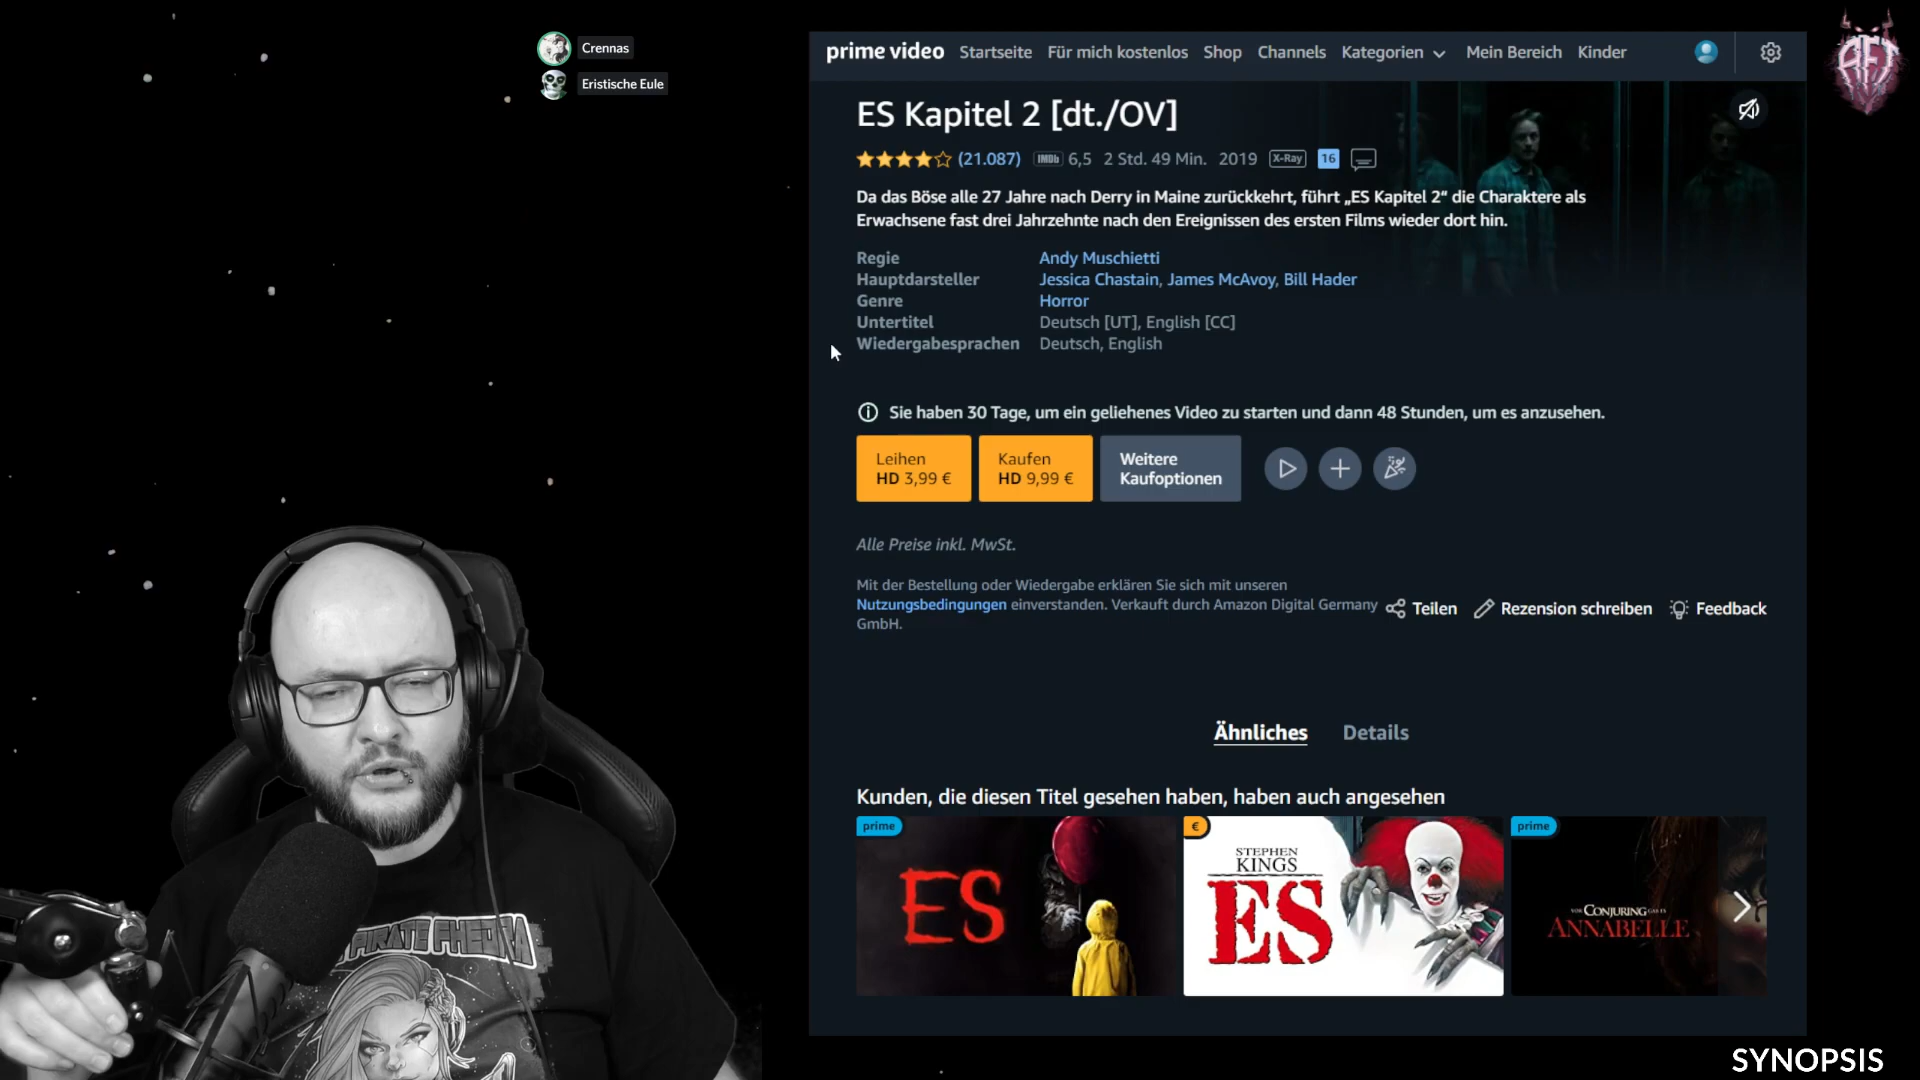 Crennas
Eristische Eule
prime video Startseite Für mich kostenlos Shop Channels Kategorien Mein Bereich Kinder
AFT
ES Kapitel 2 [dt./OV]
(21.087) IMDb 6,5 2 Std. 49 Min. 2019 X-Ray 16
Da das Böse alle 27 Jahre nach Derry in Maine zurückkehrt, führt „ES Kapitel 2“ die Charaktere als
Erwachsene fast drei Jahrzehnte nach den Ereignissen des ersten Films wieder dort hin.
Regie Andy Muschietti
Hauptdarsteller Jessica Chastain, James McAvoy, Bill Hader
Genre Horror
Untertitel Deutsch [UT], English [CC]
Wiedergabesprachen Deutsch, English
Sie haben 30 Tage, um ein geliehenes Video zu starten und dann 48 Stunden, um es anzusehen.
Leihen
HD 3,99 €
Kaufen
HD 9,99 €
Weitere
Kaufoptionen
Alle Preise inkl. MwSt.
Mit der Bestellung oder Wiedergabe erklären Sie sich mit unseren
Nutzungsbedingungen einverstanden. Verkauft durch Amazon Digital Germany
GmbH.
Teilen Rezension schreiben Feedback
Ähnliches Details
Kunden, die diesen Titel gesehen haben, haben auch angesehen
prime
ES
€
STEPHEN
KINGS
ES
prime
CONJURING
ANNABELLE
PIRATE
SYNOPSIS